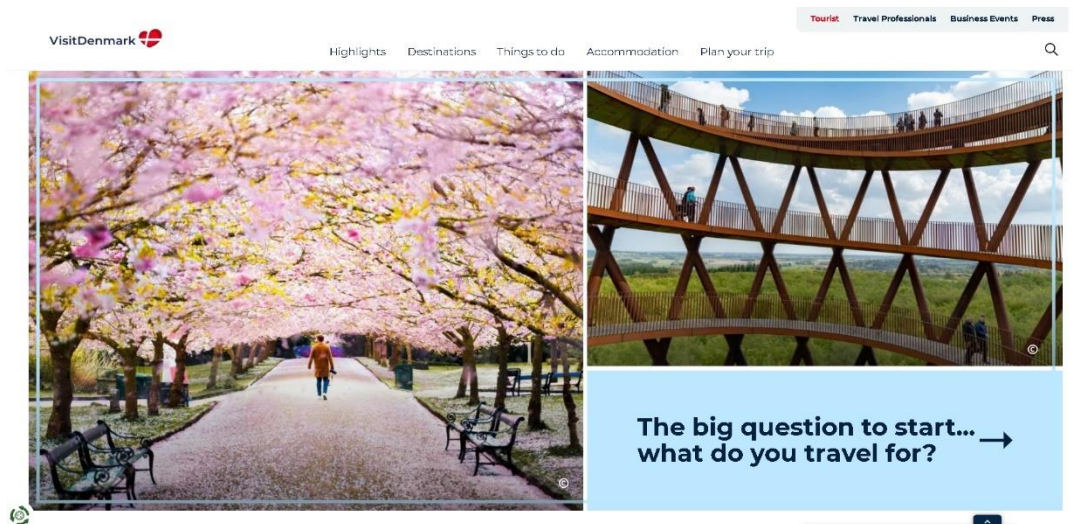 Tourist Travel Professionals Business Events Press
VisitDenmark
Highlights Destinations Things to do Accommodation Plan your trip
©
©
The big question to start...
what do you travel for?